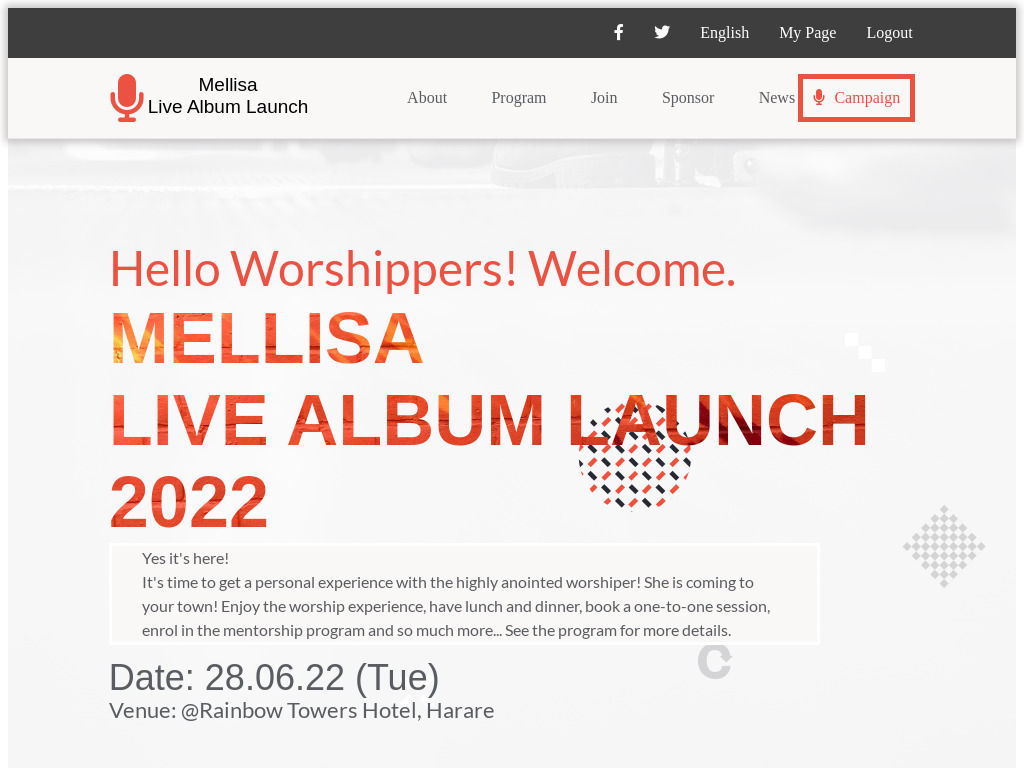 English
My Page
Logout
Mellisa
Live Album Launch
About
Program
Join
Sponsor
News
Campaign
Hello Worshippers! Welcome.
MELLISA
LIVE ALBUM LAUNCH
2022
Yes it's here!
It's time to get a personal experience with the highly anointed worshiper! She is coming to
your town! Enjoy the worship experience, have lunch and dinner, book a one-to-one session,
enrol in the mentorship program and so much more... See the program for more details.
Date: 28.06.22 (Tue)
Venue: @Rainbow Towers Hotel, Harare